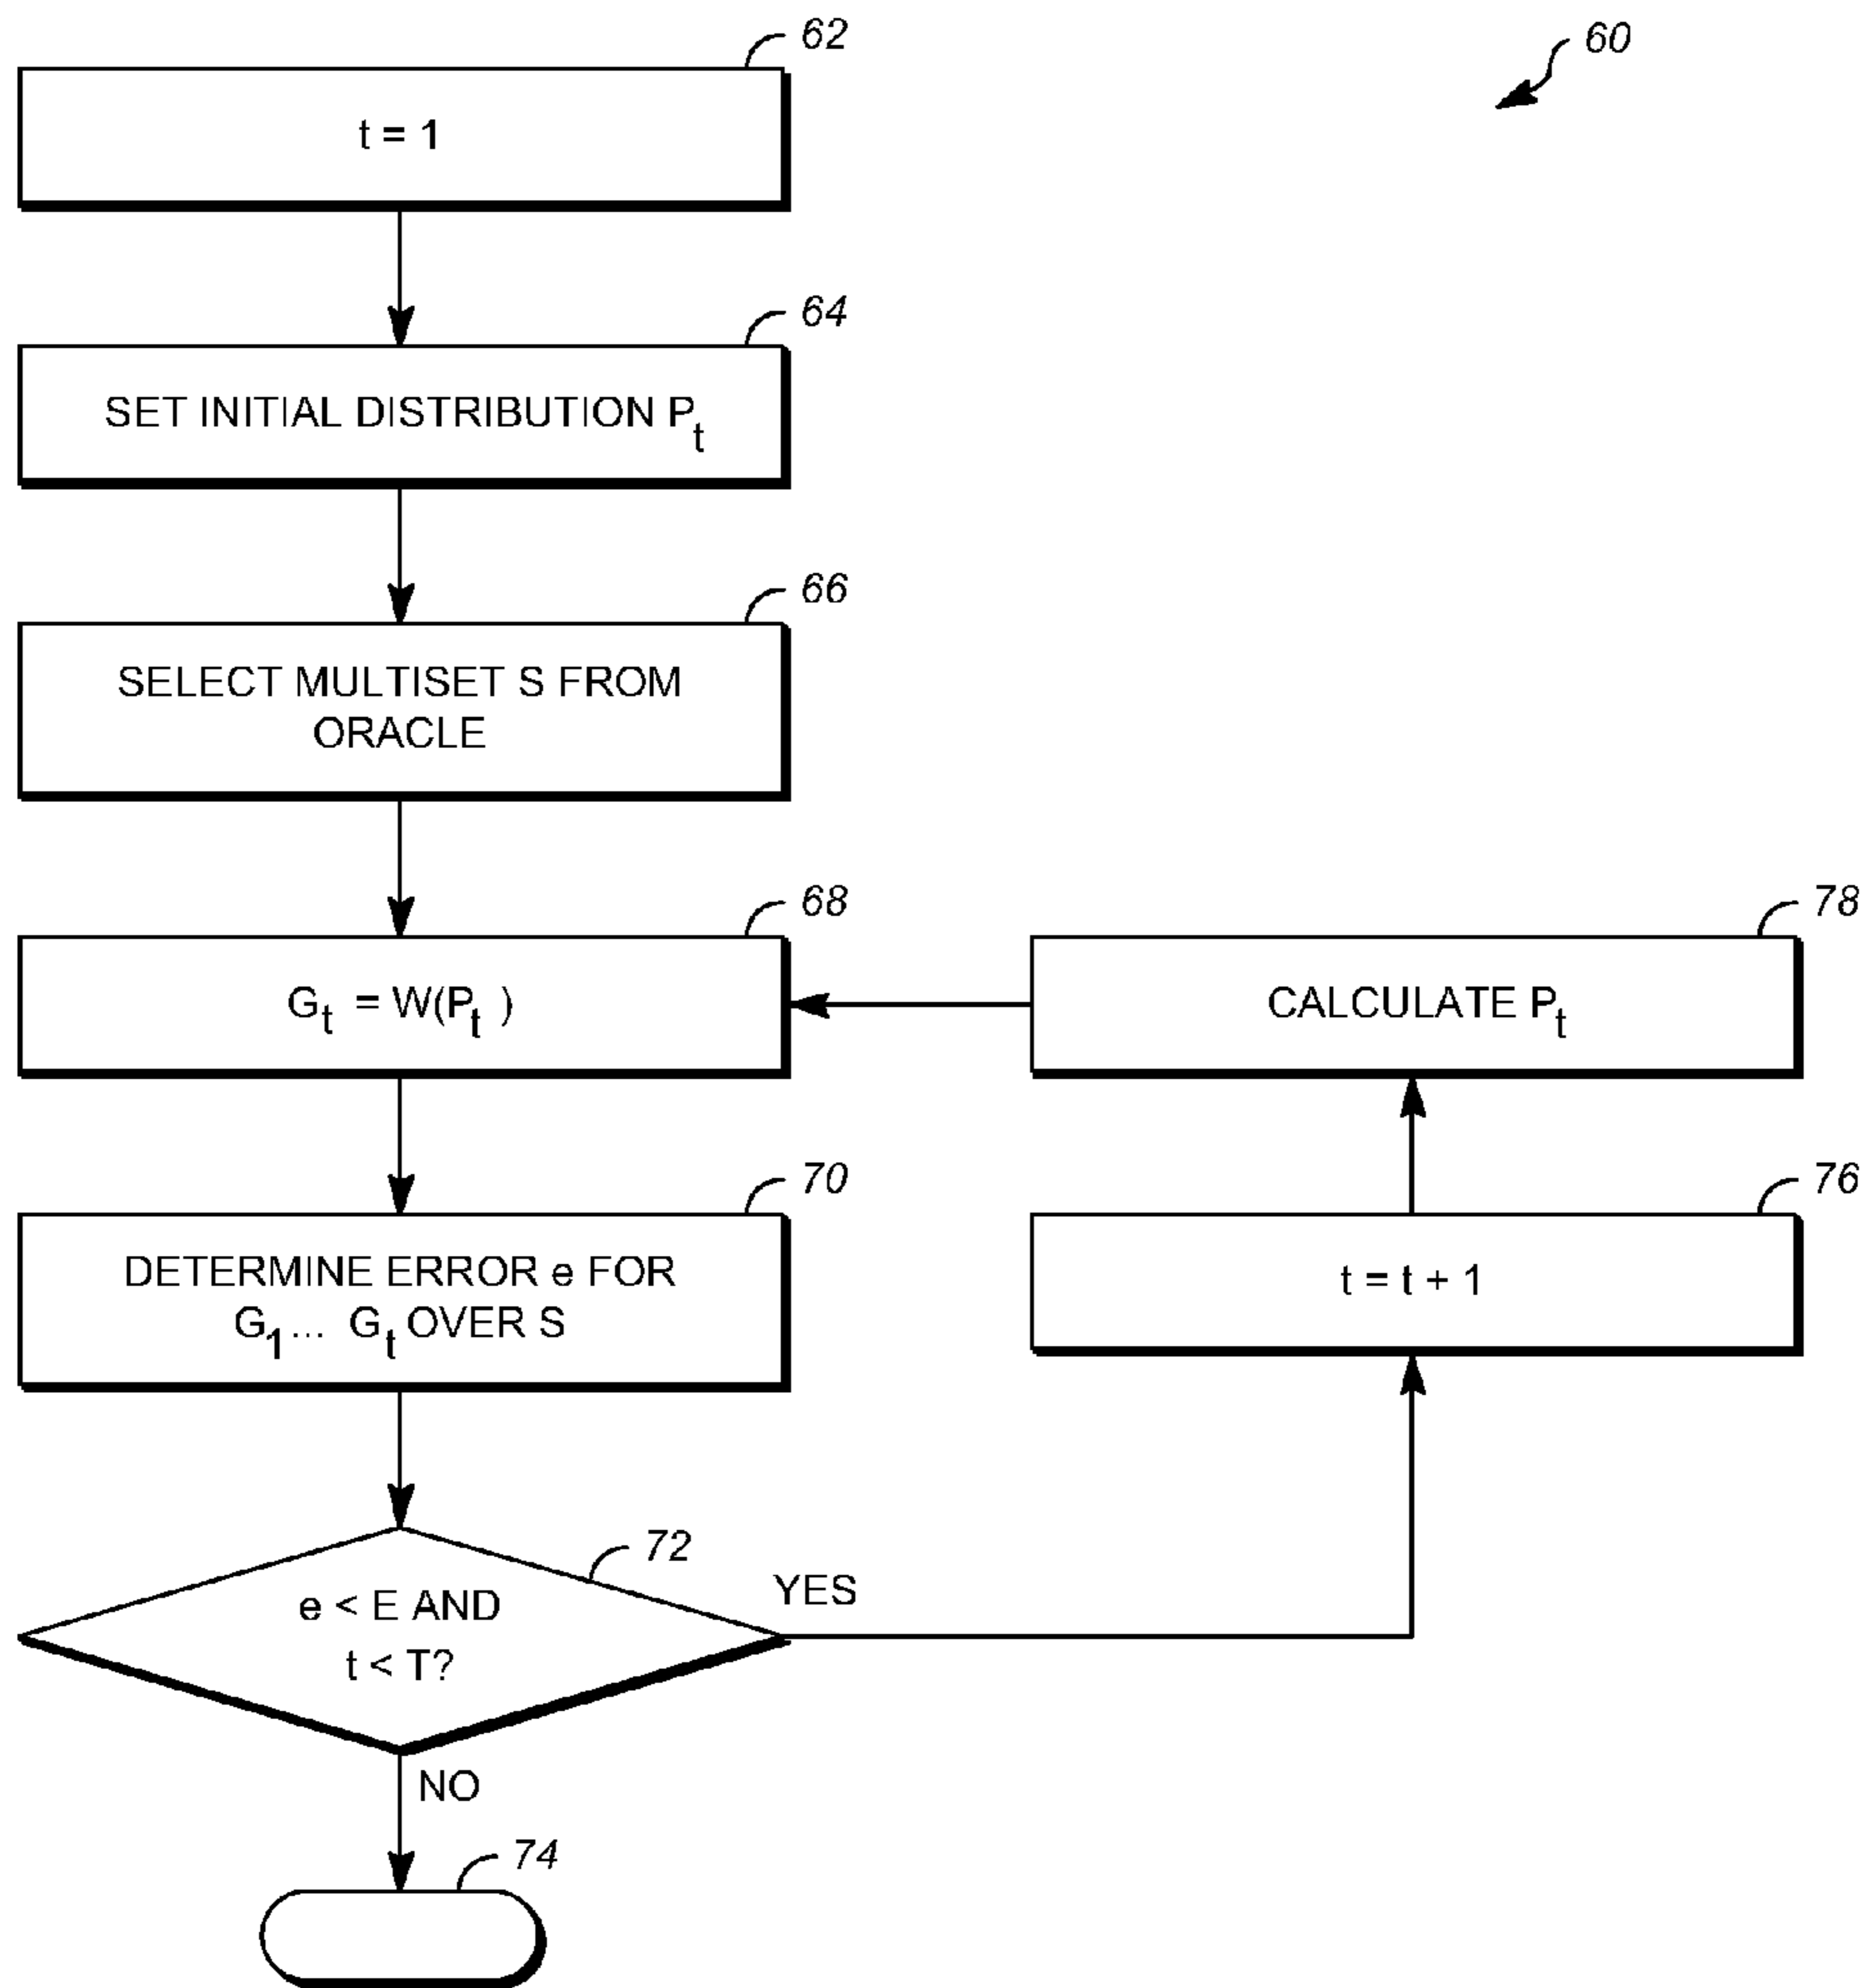 62
60
t = 1
64
SET INITIAL DISTRIBUTION Pt
66
SELECT MULTISET S FROM
ORACLE
68
78
Gt = W(Pt )
CALCULATE Pt
70
76
DETERMINE ERROR e FOR
G1... Gt OVER S
t = t + 1
72
YES
e < E AND
t < T?
NO
74